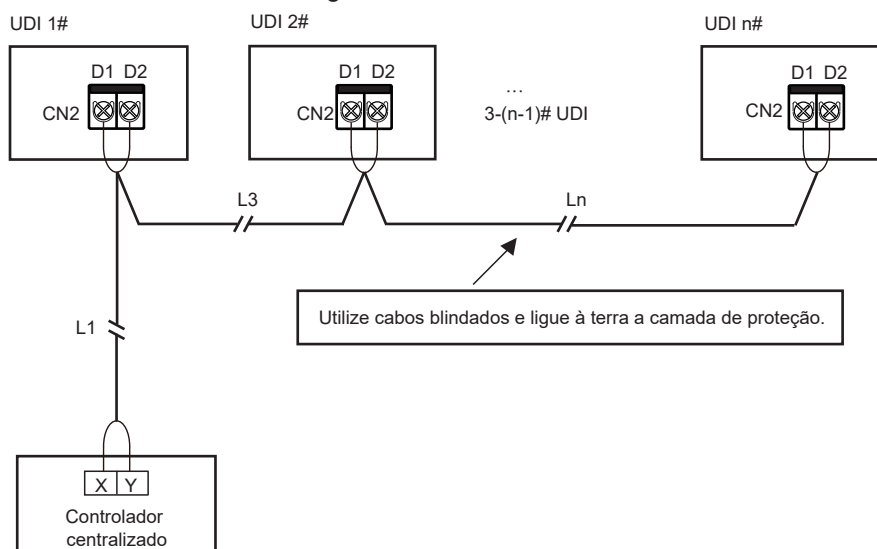 UDI 1#
UDI 2#
UDI n#
D1 D2
D1 D2
D1 D2
CN2
CN2
CN2
…
3-(n-1)# UDI
L3
Ln
Utilize cabos blindados e ligue à terra a camada de proteção.
L1
X Y
Controlador
centralizado